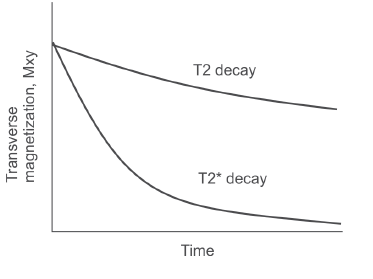 Transverse
magnetization, Mxy
T2 decay
T2* decay
Time